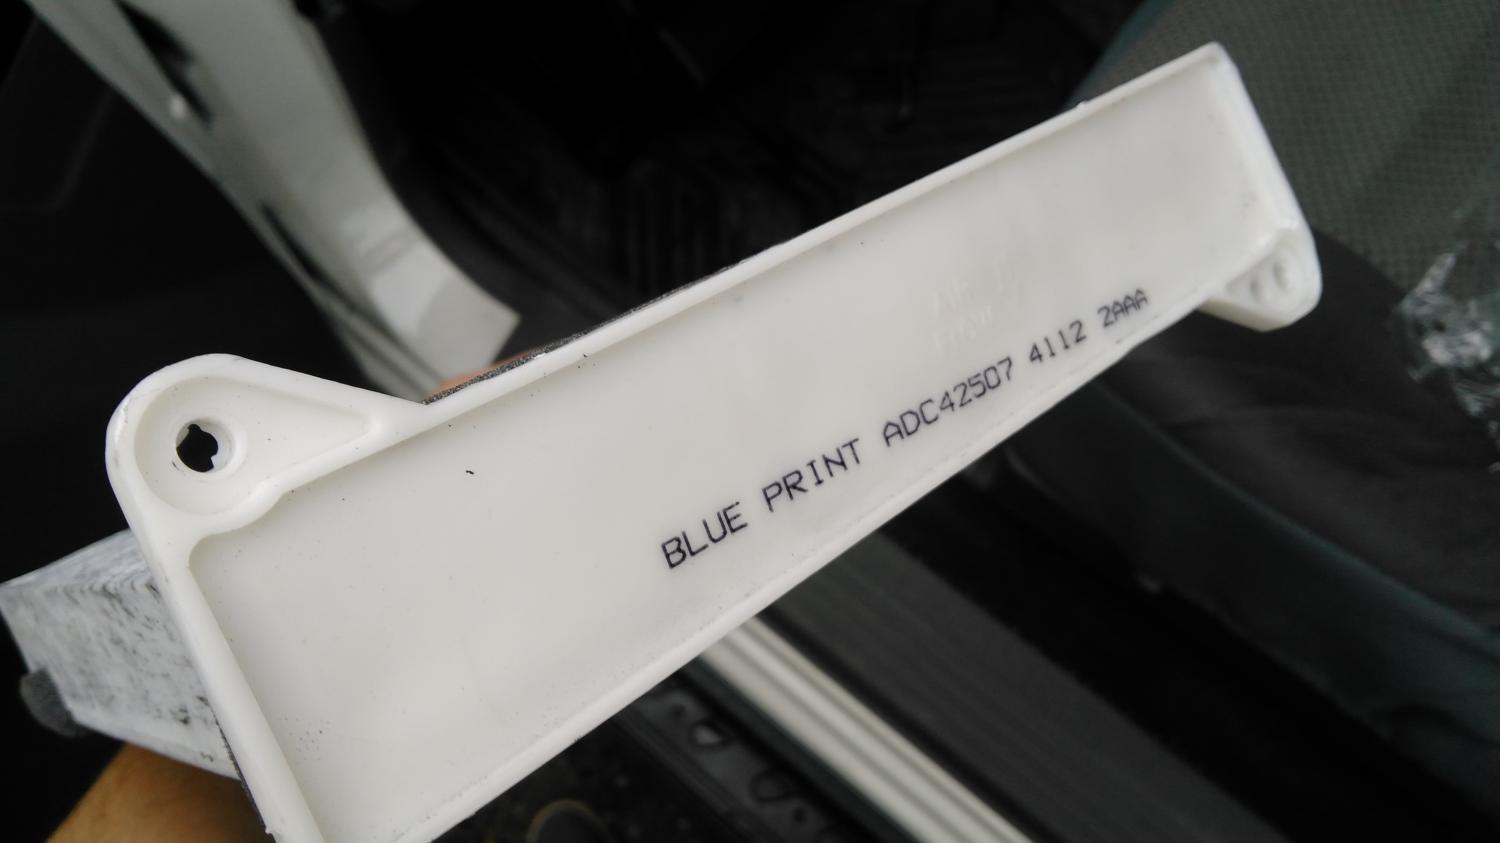 BLUE PRINT ADC42507 4112 2AAA